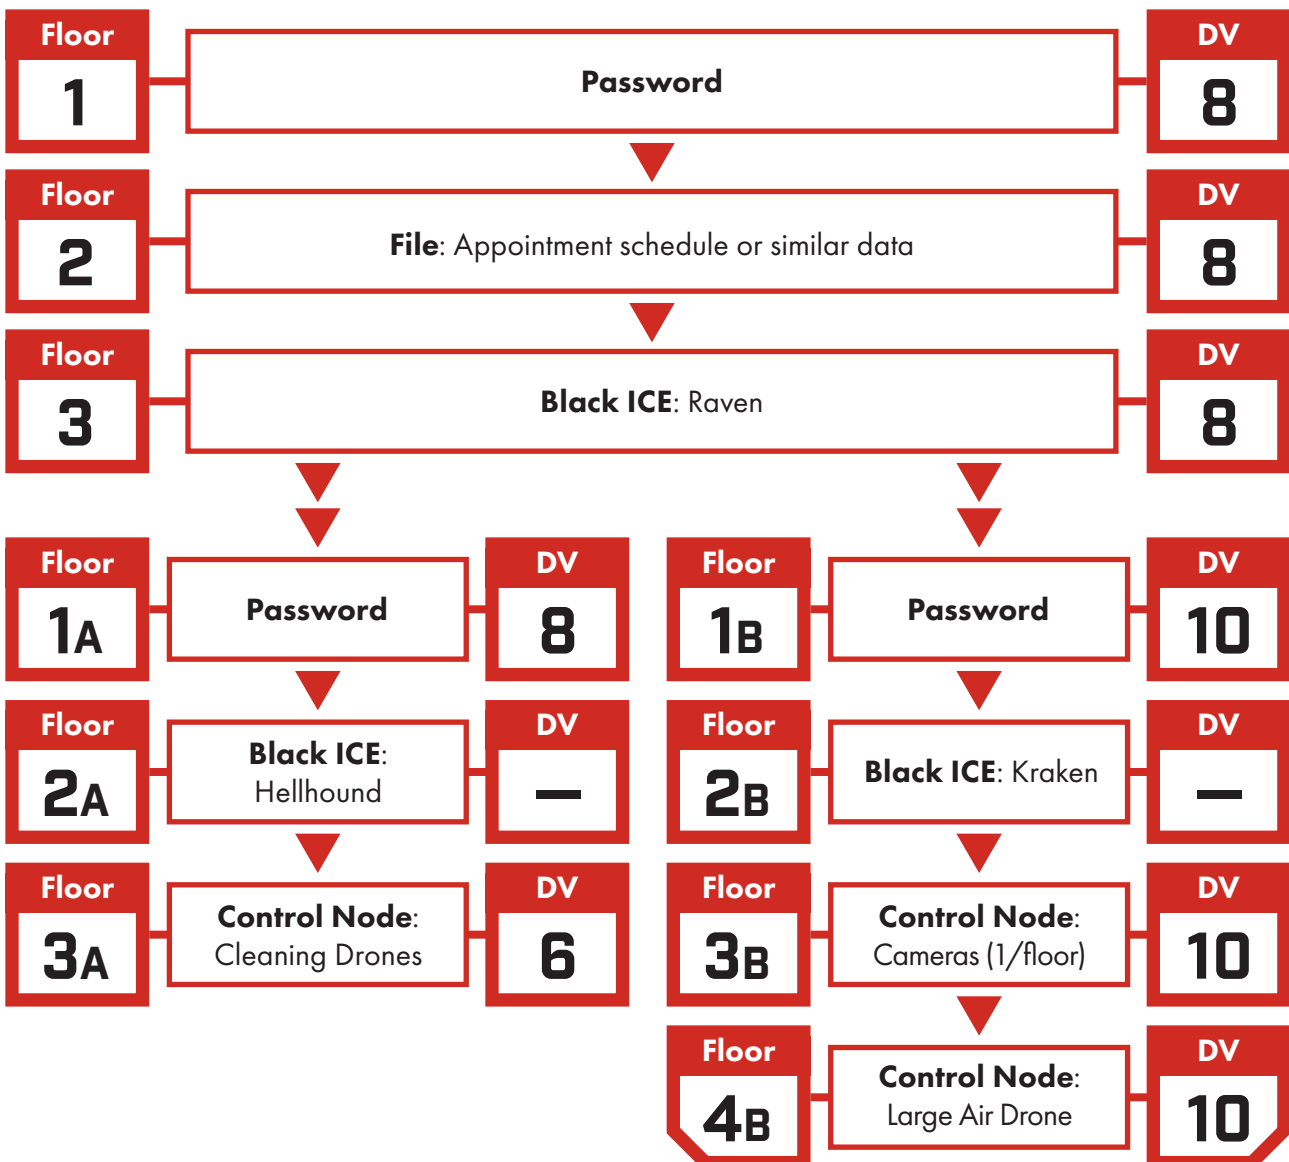 Floor
1
Password
DV
8
Floor
2
File: Appointment schedule or similar data
DV
8
Floor
3
Black ICE: Raven
DV
8
Floor
1A
Password
DV
8
Floor
1B
Password
DV
10
Floor
2A
Black ICE:
Hellhound
DV
—
Floor
2B
Black ICE: Kraken
DV
—
Floor
3A
Control Node:
Cleaning Drones
DV
6
Floor
3B
Control Node:
Cameras (1/floor)
DV
10
Floor
4B
Control Node:
Large Air Drone
DV
10